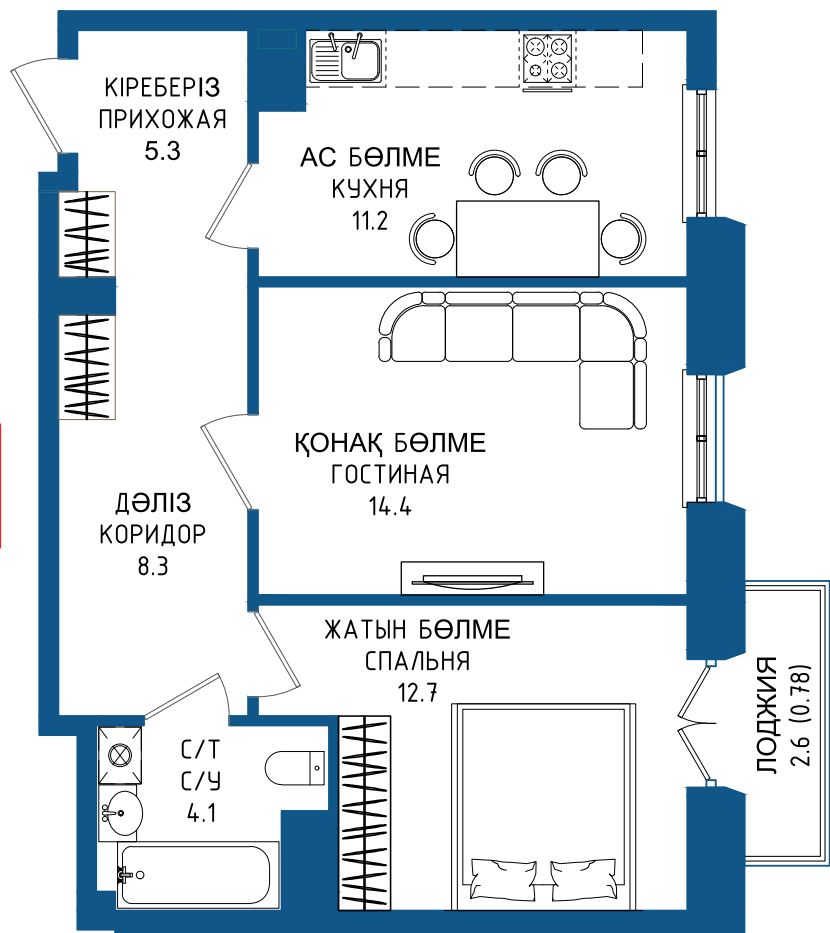 КІРЕБЕРІЗ
ПРИХОЖАЯ
5.3
АС БӨЛМЕ
КУХНЯ
11.2
ҚОНАҚ БӨЛМЕ
ГОСТИНАЯ
14.4
ДӘЛІЗ
КОРИДОР
8.3
ЖАТЫН БӨЛМЕ
СПАЛЬНЯ
12.7
С/Т
С/У
4.1
ЛОДЖИЯ
2.6 (0.78)